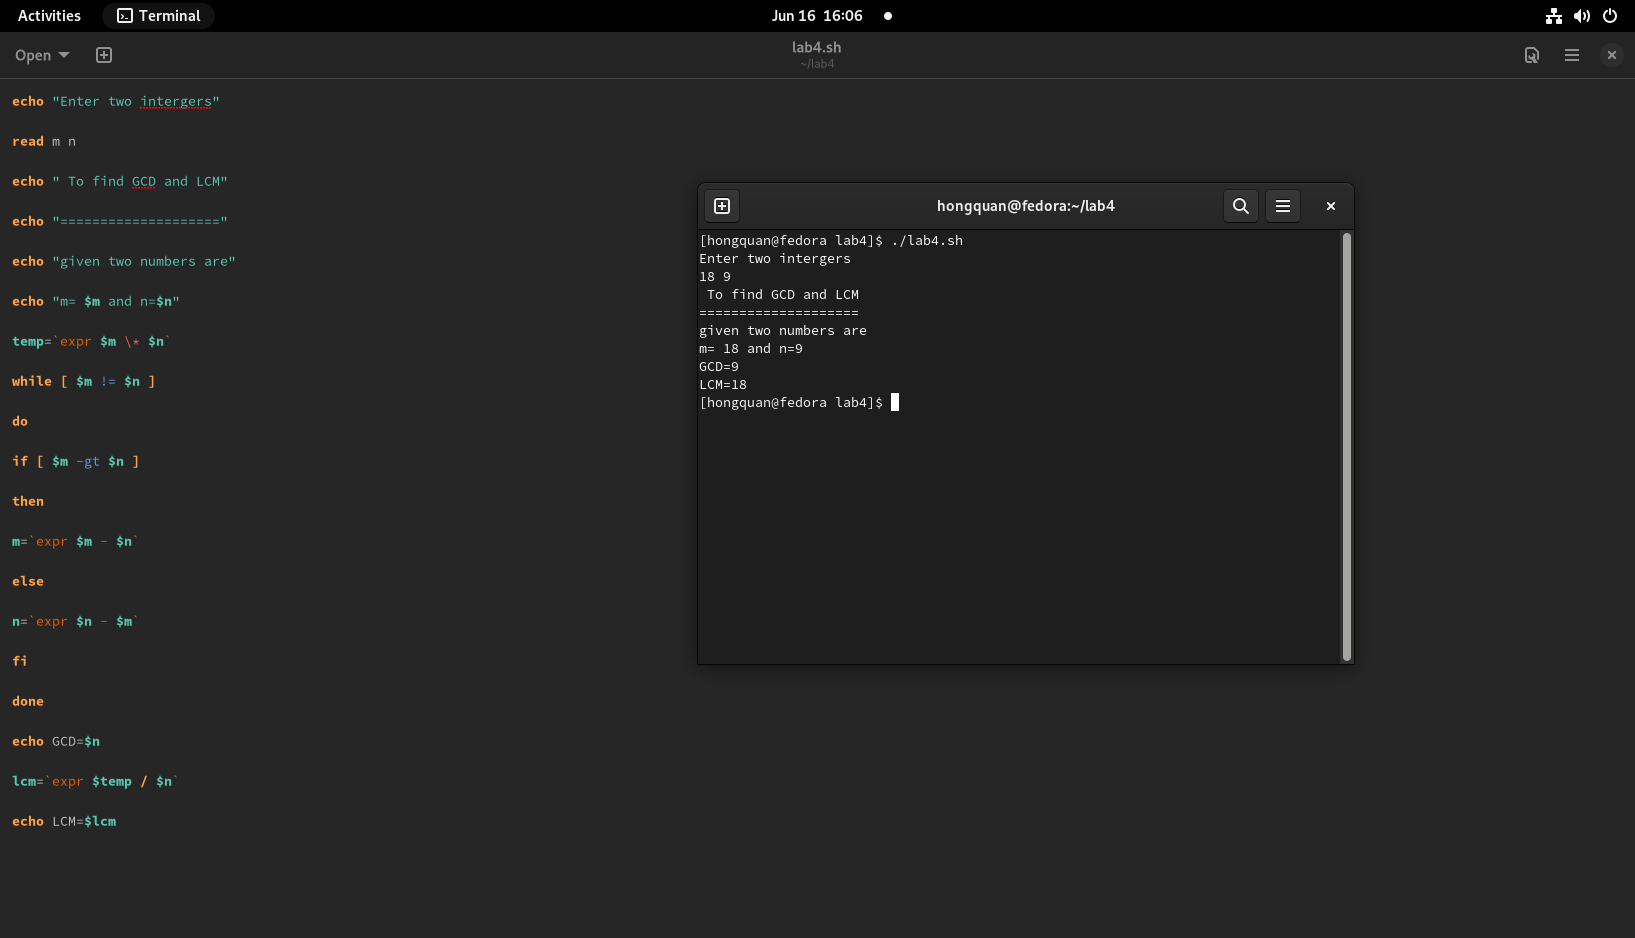 Activities Terminal Jun 16 16:06
Open lab4.sh
~/lab4
echo "Enter two intergers"
read m n
echo " To find GCD and LCM"
echo "===================="
echo "given two numbers are"
echo "m= $m and n=$n"
temp=`expr $m \* $n`
while [ $m != $n ]
do
if [ $m -gt $n ]
then
m=`expr $m - $n`
else
n=`expr $n - $m`
fi
done
echo GCD=$n
lcm=`expr $temp / $n`
echo LCM=$lcm
hongquan@fedora:~/lab4
[hongquan@fedora lab4]$ ./lab4.sh
Enter two intergers
18 9
 To find GCD and LCM
====================
given two numbers are
m= 18 and n=9
GCD=9
LCM=18
[hongquan@fedora lab4]$